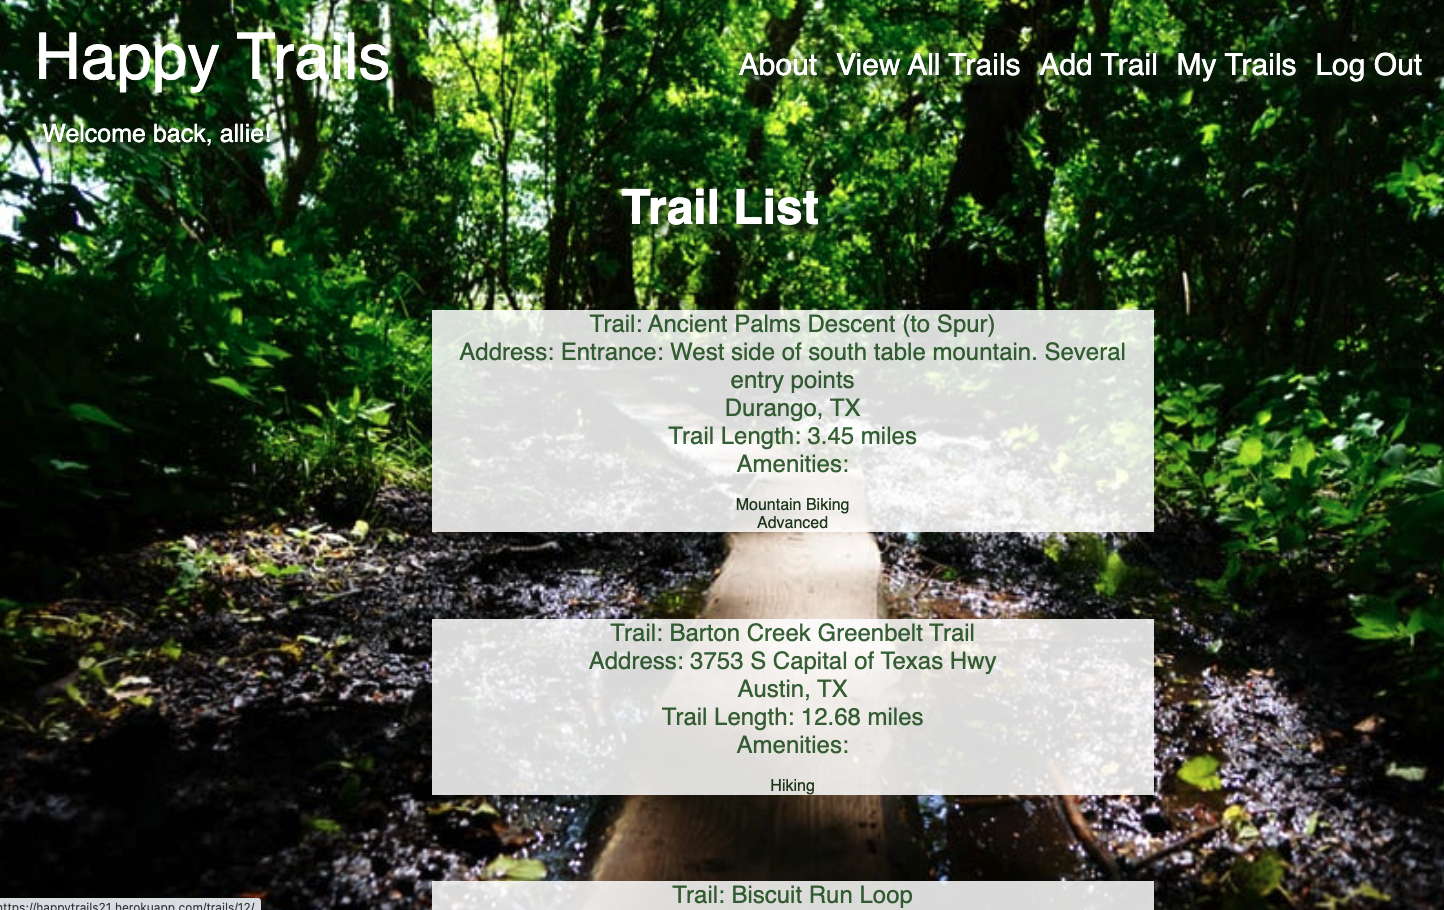 Happy Trails
About View All Trails Add Trail My Trails Log Out
Welcome back, allie!
Trail List
Trail: Ancient Palms Descent (to Spur)
Address: Entrance: West side of south table mountain. Several
entry points
Durango, TX
Trail Length: 3.45 miles
Amenities:
Mountain Biking
Advanced
Trail: Barton Creek Greenbelt Trail
Address: 3753 S Capital of Texas Hwy
Austin, TX
Trail Length: 12.68 miles
Amenities:
Hiking
Trail: Biscuit Run Loop
https://happytrails21.herokuapp.com/trails/12/